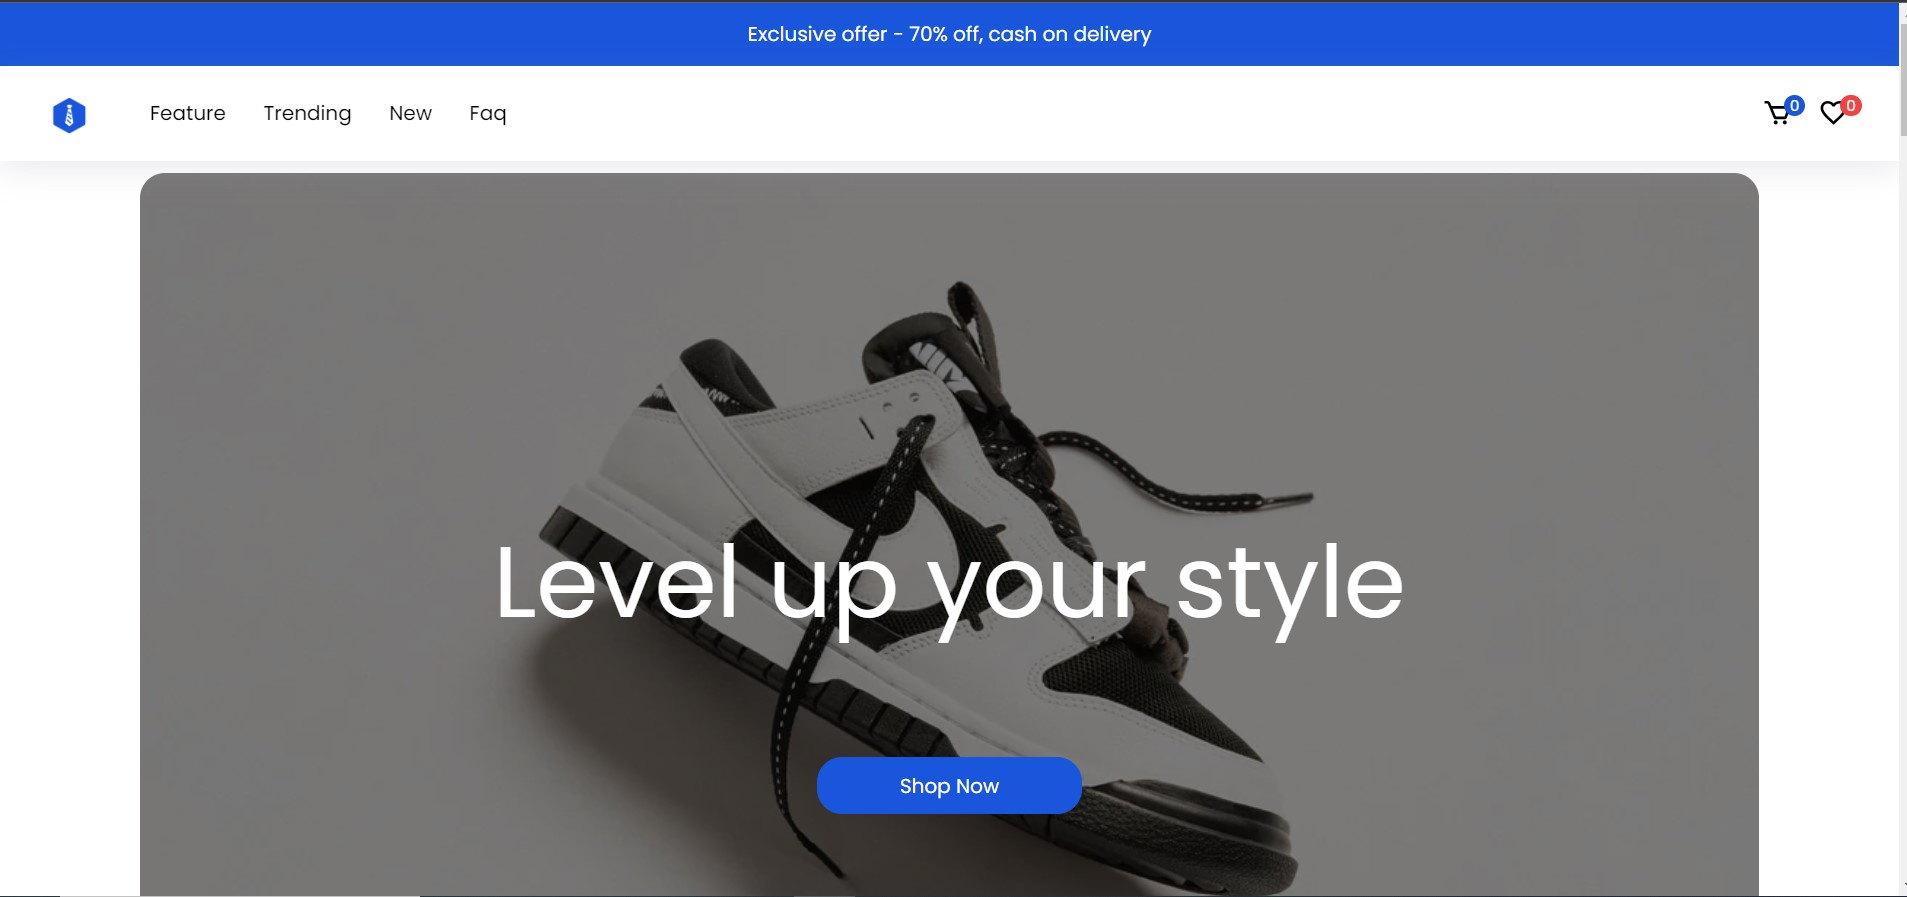 Exclusive offer - 70% off, cash on delivery
Feature Trending New Faq 0 0
Level up your style
Shop Now